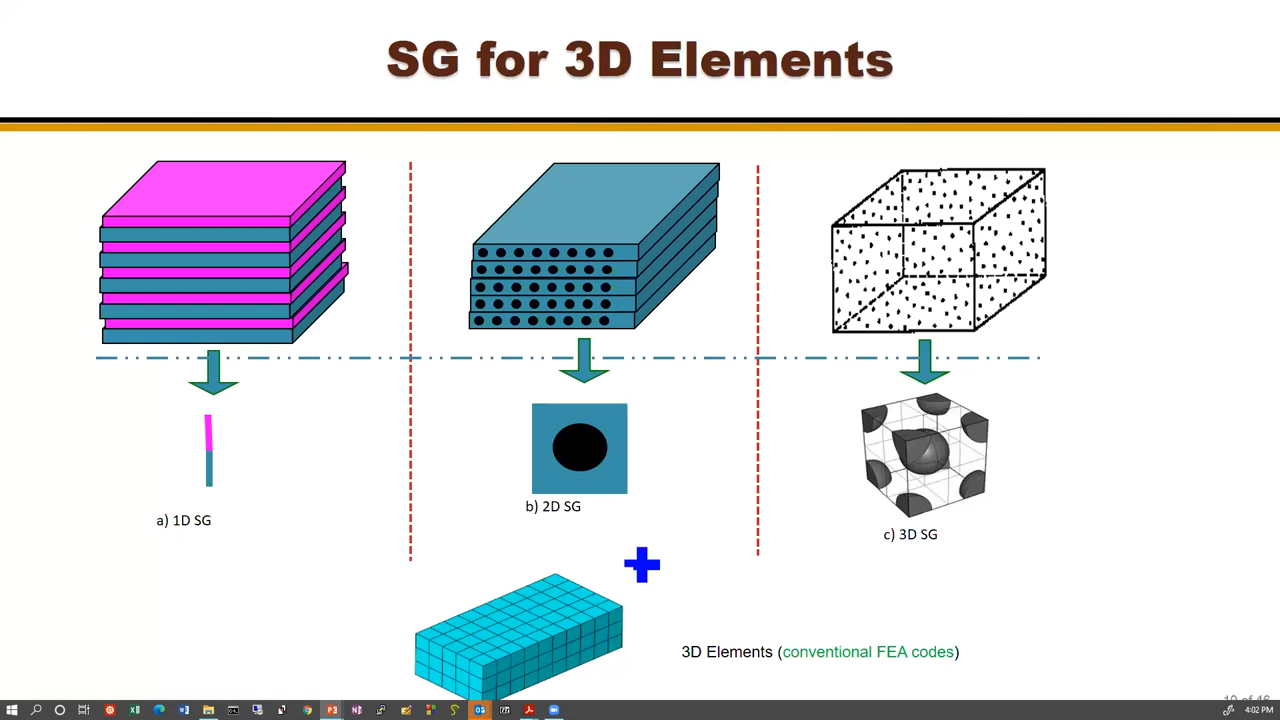 SG for 3D Elements
a) 1D SG
b) 2D SG
c) 3D SG
3D Elements (conventional FEA codes)
4:02 PM